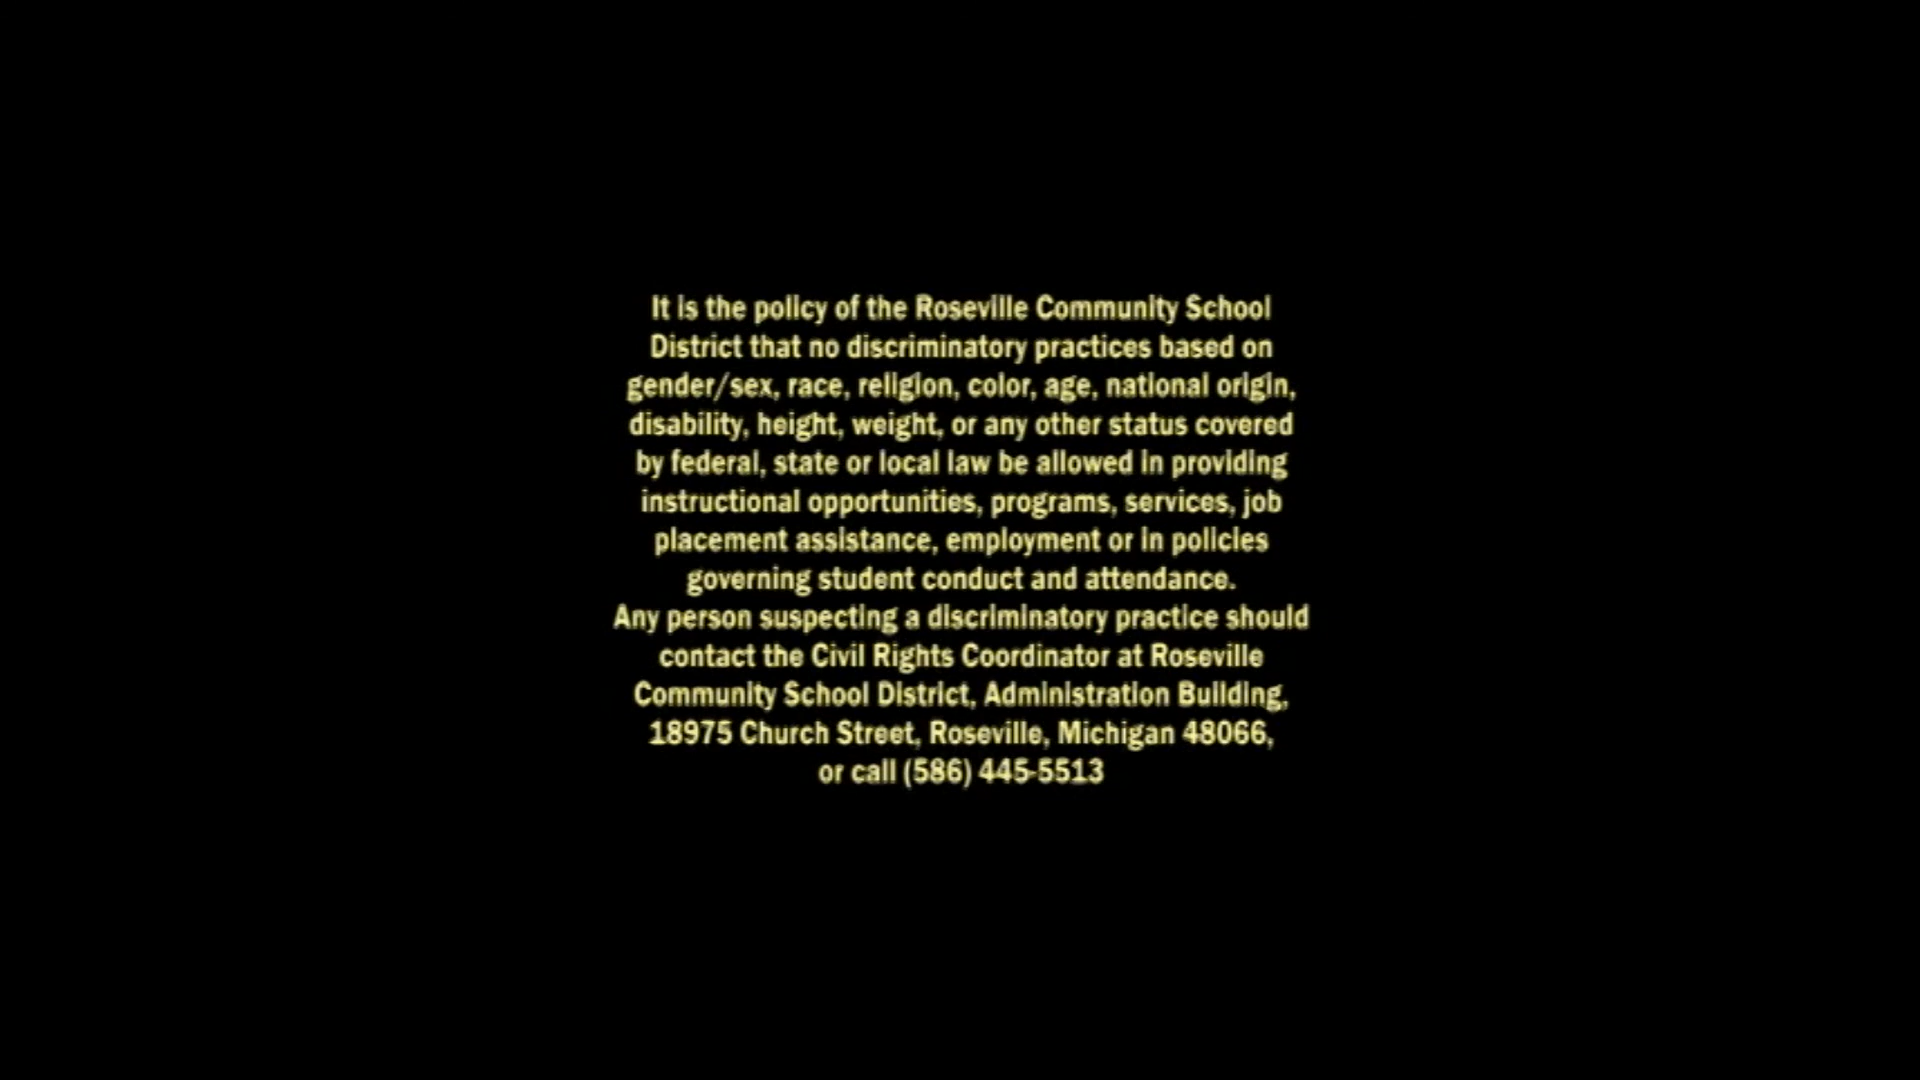 It is the policy of the Roseville Community School
District that no discriminatory practices based on
gender/sex, race, religion, color, age, national origin,
disability, height, weight, or any other status covered
by federal, state or local law be allowed in providing
instructional opportunities, programs, services, job
placement assistance, employment or in policies
governing student conduct and attendance.
Any person suspecting a discriminatory practice should
contact the Civil Rights Coordinator at Roseville
Community School District, Administration Building,
18975 Church Street, Roseville, Michigan 48066,
or call (586) 445-5513